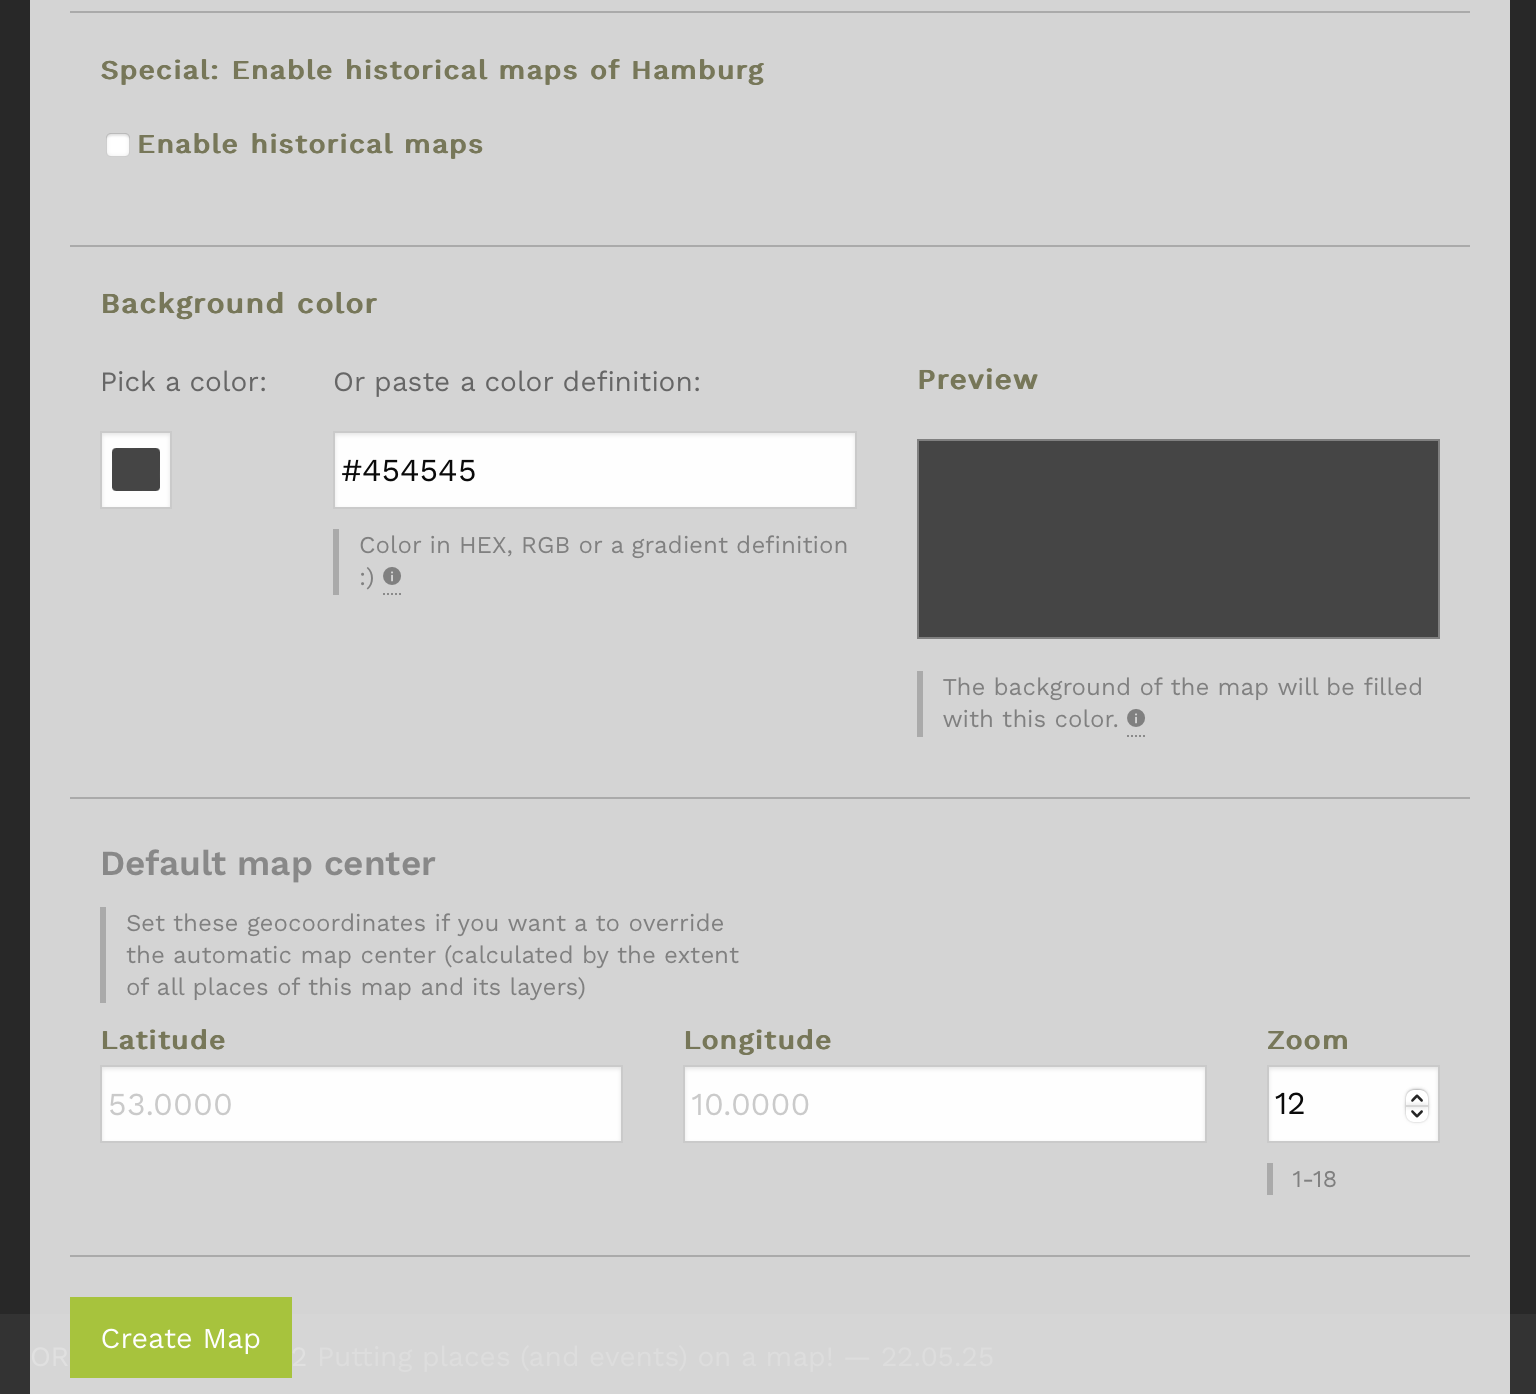 Special: Enable historical maps of Hamburg
Enable historical maps
Background color
Pick a color:
Or paste a color definition:
Preview
#454545
Color in HEX, RGB or a gradient definition
:)
The background of the map will be filled
with this color.
Default map center
Set these geocoordinates if you want a to override
the automatic map center (calculated by the extent
of all places of this map and its layers)
Latitude
Longitude
Zoom
53.0000
10.0000
12
1-18
Create Map
OR 2 Putting places (and events) on a map! — 22.05.25